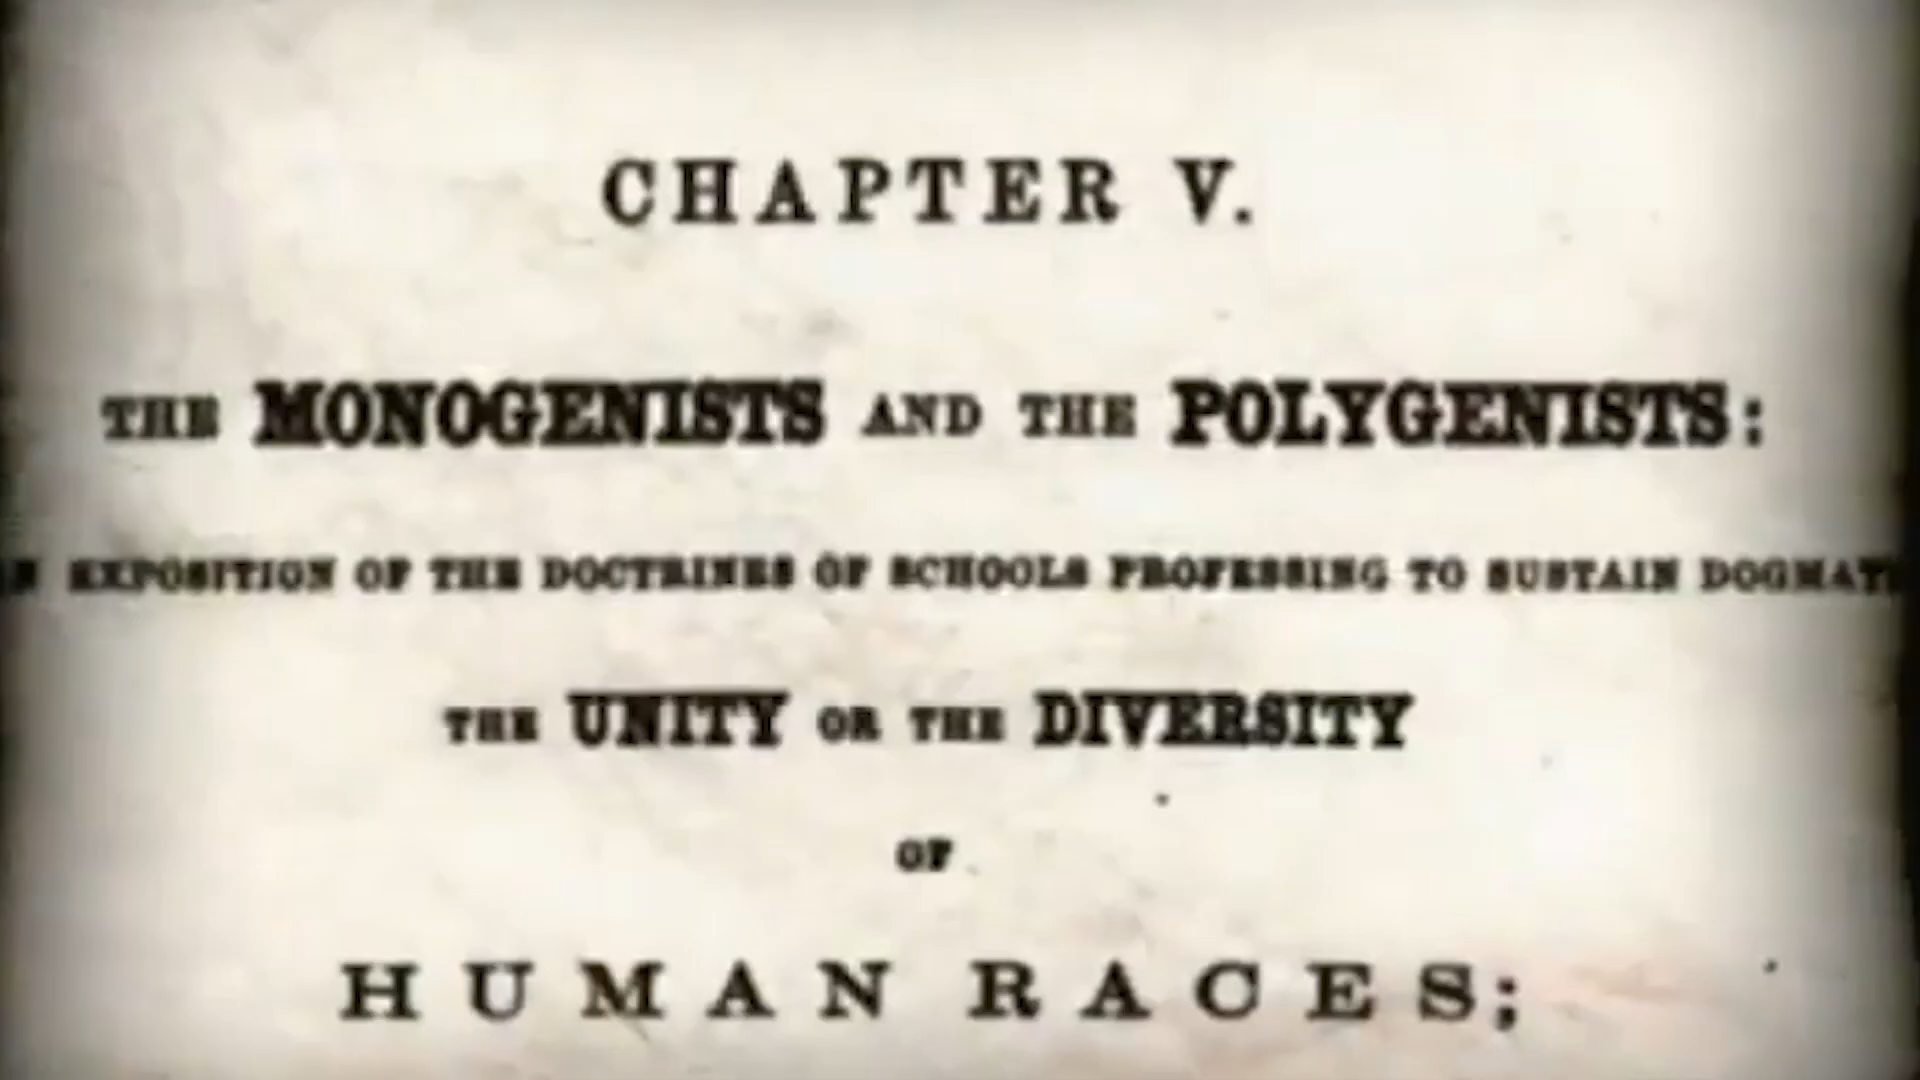 CHAPTER V.
THE MONOGENISTS AND THE POLYGENISTS:
EXPOSITION OF THE DOCTRINES OF SCHOOLS PROFESSING TO SUSTAIN
THE UNITY OR THE DIVERSITY
OF
HUMAN RACES;